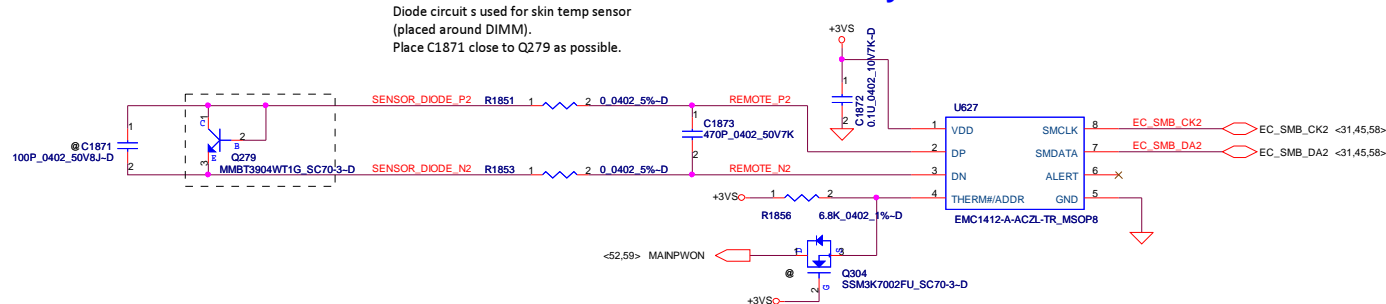 Diode circuit s used for skin temp sensor
(placed around DIMM).
Place C1871 close to Q279 as possible.
+3VS
1
C1872
0.1U_0402_10V7K~D
2
SENSOR_DIODE_P2
R1851
1
2
0_0402_5%~D
REMOTE_P2
@C1871
100P_0402_50V8J~D
1
2
C
1
2
B
E
3
Q279
MMBT3904WT1G_SC70-3~D
1
C1873
470P_0402_50V7K
2
SENSOR_DIODE_N2
R1853
1
2
0_0402_5%~D
REMOTE_N2
U627
1
VDD
SMCLK
8
EC_SMB_CK2
EC_SMB_CK2 <31,45,58>
2
DP
SMDATA
7
EC_SMB_DA2
EC_SMB_DA2 <31,45,58>
3
DN
ALERT
6
4
THERM#/ADDR
GND
5
EMC1412-A-ACZL-TR_MSOP8
+3VS
1
2
R1856
6.8K_0402_1%~D
<52,59> MAINPWON
1
D
S
3
@
Q304
SSM3K7002FU_SC70-3~D
2
G
+3VS